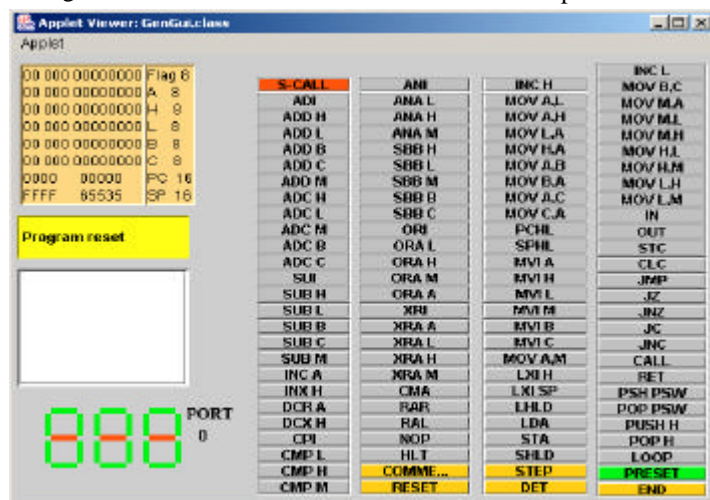 Applet Viewer: GenGui.class
Applet
00 000 00000000 Flag 8
00 000 00000000 A 8
00 000 00000000 H 8
00 000 00000000 L 8
00 000 00000000 B 8
00 000 00000000 C 8
0000 00000 PC 16
FFFF 65535 SP 16
Program reset
PORT
0
S-CALL
ADI
ADD H
ADD L
ADD B
ADD C
ADD M
ADC H
ADC L
ADC M
ADC B
ADC C
SUI
SUB H
SUB L
SUB B
SUB C
SUB M
INC A
INX H
DCR A
DCX H
CPI
CMP L
CMP H
CMP M
ANI
ANA L
ANA H
ANA M
SBB H
SBB L
SBB M
SBB B
SBB C
ORI
ORA L
ORA H
ORA M
ORA A
XRI
XRA A
XRA L
XRA H
XRA M
CMA
RAR
RAL
NOP
HLT
COMME...
RESET
INC H
MOV A,L
MOV A,H
MOV L,A
MOV H,A
MOV A,B
MOV B,A
MOV A,C
MOV C,A
PCHL
SPHL
MVI A
MVI H
MVI L
MVI M
MVI B
MVI C
MOV A,M
LXI H
LXI SP
LHLD
LDA
STA
SHLD
STEP
DET
INC L
MOV B,C
MOV M,A
MOV M,L
MOV M,H
MOV H,L
MOV H,M
MOV L,H
MOV L,M
IN
OUT
STC
CLC
JMP
JZ
JNZ
JC
JNC
CALL
RET
PSH PSW
POP PSW
PUSH H
POP H
LOOP
PRESET
END